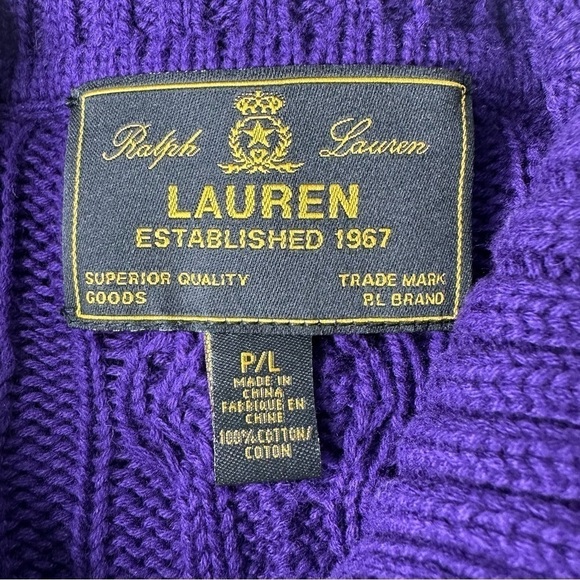 Ralph Lauren
LAUREN
ESTABLISHED 1967
SUPERIOR QUALITY
GOODS
TRADE MARK
R.L BRAND
P/L
MADE IN
CHINA
FABRIQUE EN
CHINE
100% COTTON/
COTON